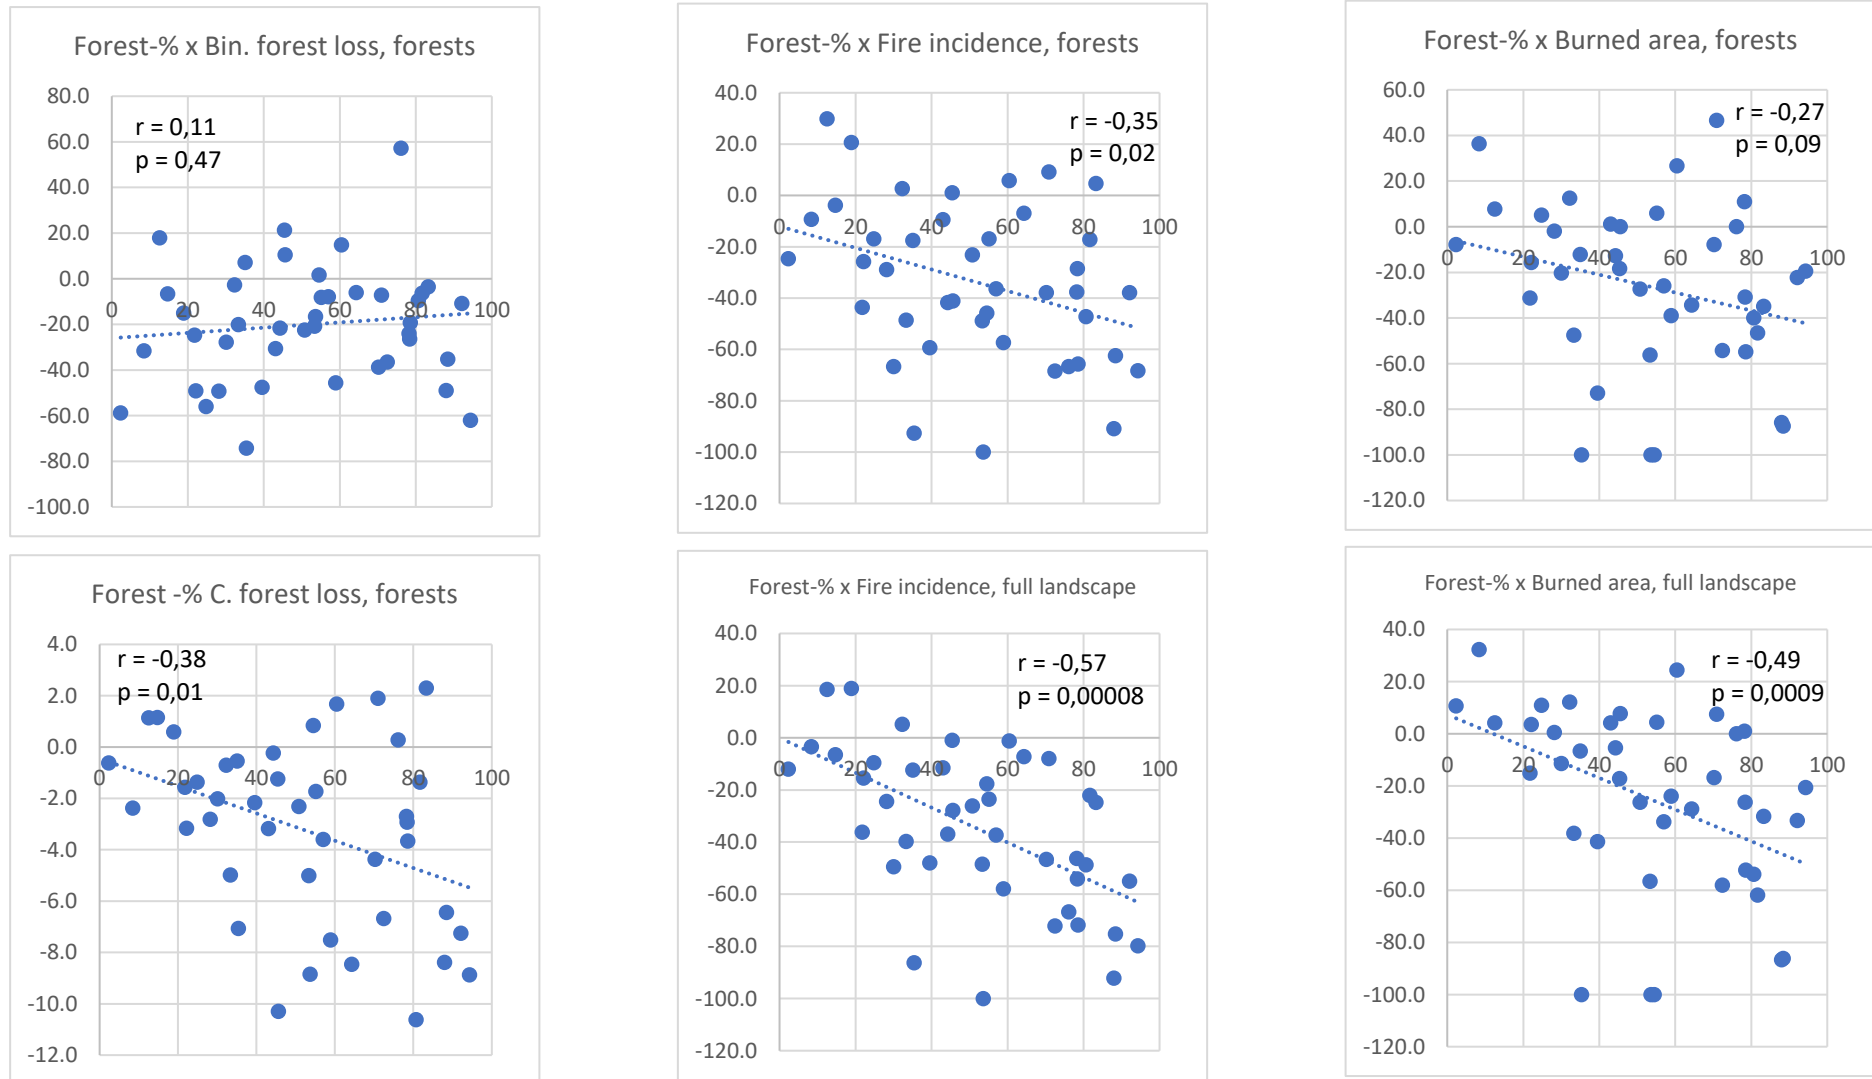 Forest-% x Bin. forest loss, forests
80.0
60.0
40.0
20.0
0.0
-20.0
-40.0
-60.0
-80.0
-100.0
0 20 40 60 80 100
r = 0,11
p = 0,47
Forest-% x Fire incidence, forests
40.0
20.0
0.0
-20.0
-40.0
-60.0
-80.0
-100.0
-120.0
0 20 40 60 80 100
r = -0,35
p = 0,02
Forest-% x Burned area, forests
60.0
40.0
20.0
0.0
-20.0
-40.0
-60.0
-80.0
-100.0
-120.0
0 20 40 60 80 100
r = -0,27
p = 0,09
Forest -% C. forest loss, forests
4.0
2.0
0.0
-2.0
-4.0
-6.0
-8.0
-10.0
-12.0
0 20 40 60 80 100
r = -0,38
p = 0,01
Forest-% x Fire incidence, full landscape
40.0
20.0
0.0
-20.0
-40.0
-60.0
-80.0
-100.0
-120.0
0 20 40 60 80 100
r = -0,57
p = 0,00008
Forest-% x Burned area, full landscape
40.0
20.0
0.0
-20.0
-40.0
-60.0
-80.0
-100.0
-120.0
0 20 40 60 80 100
r = -0,49
p = 0,0009